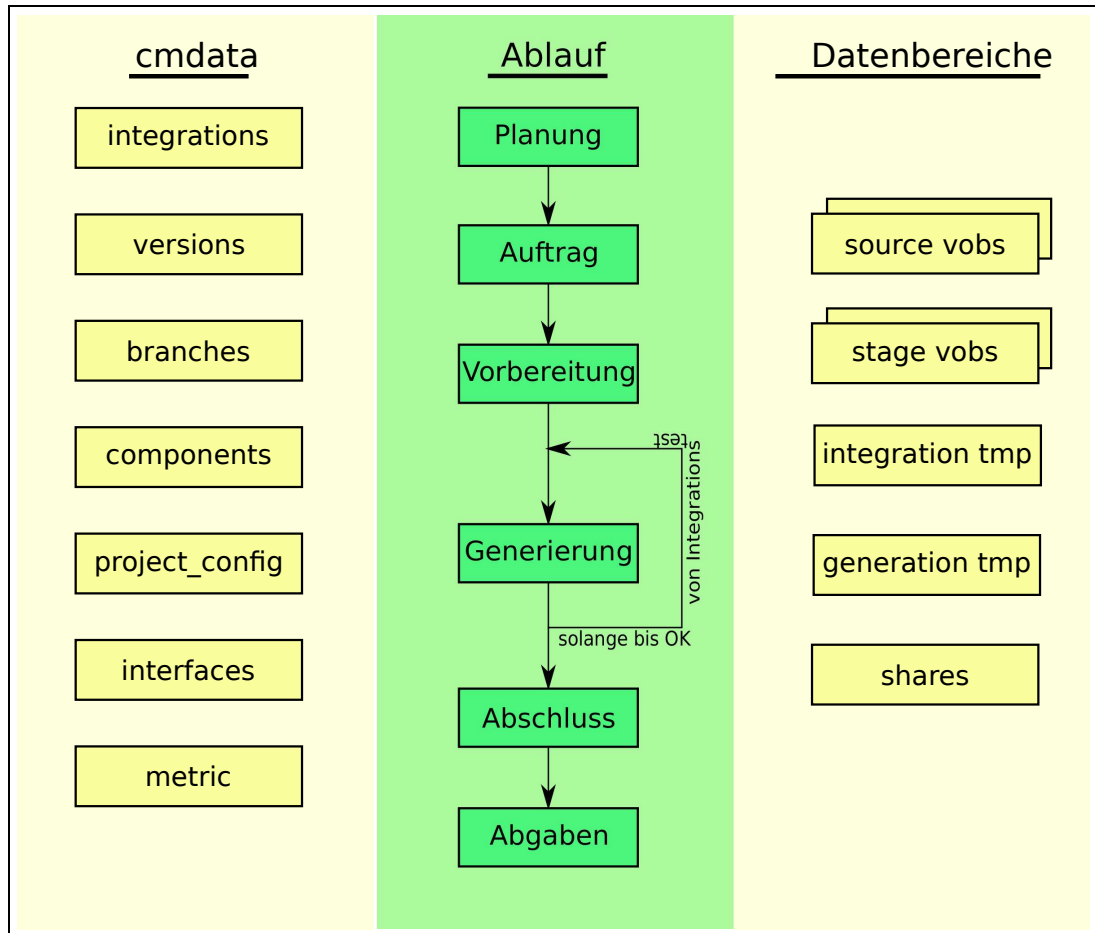 cmdata
integrations
versions
branches
components
project_config
interfaces
metric
Ablauf
Planung
Auftrag
Vorbereitung
Generierung
solange bis OK
von Integrations
test
Abschluss
Abgaben
Datenbereiche
source vobs
stage vobs
integration tmp
generation tmp
shares